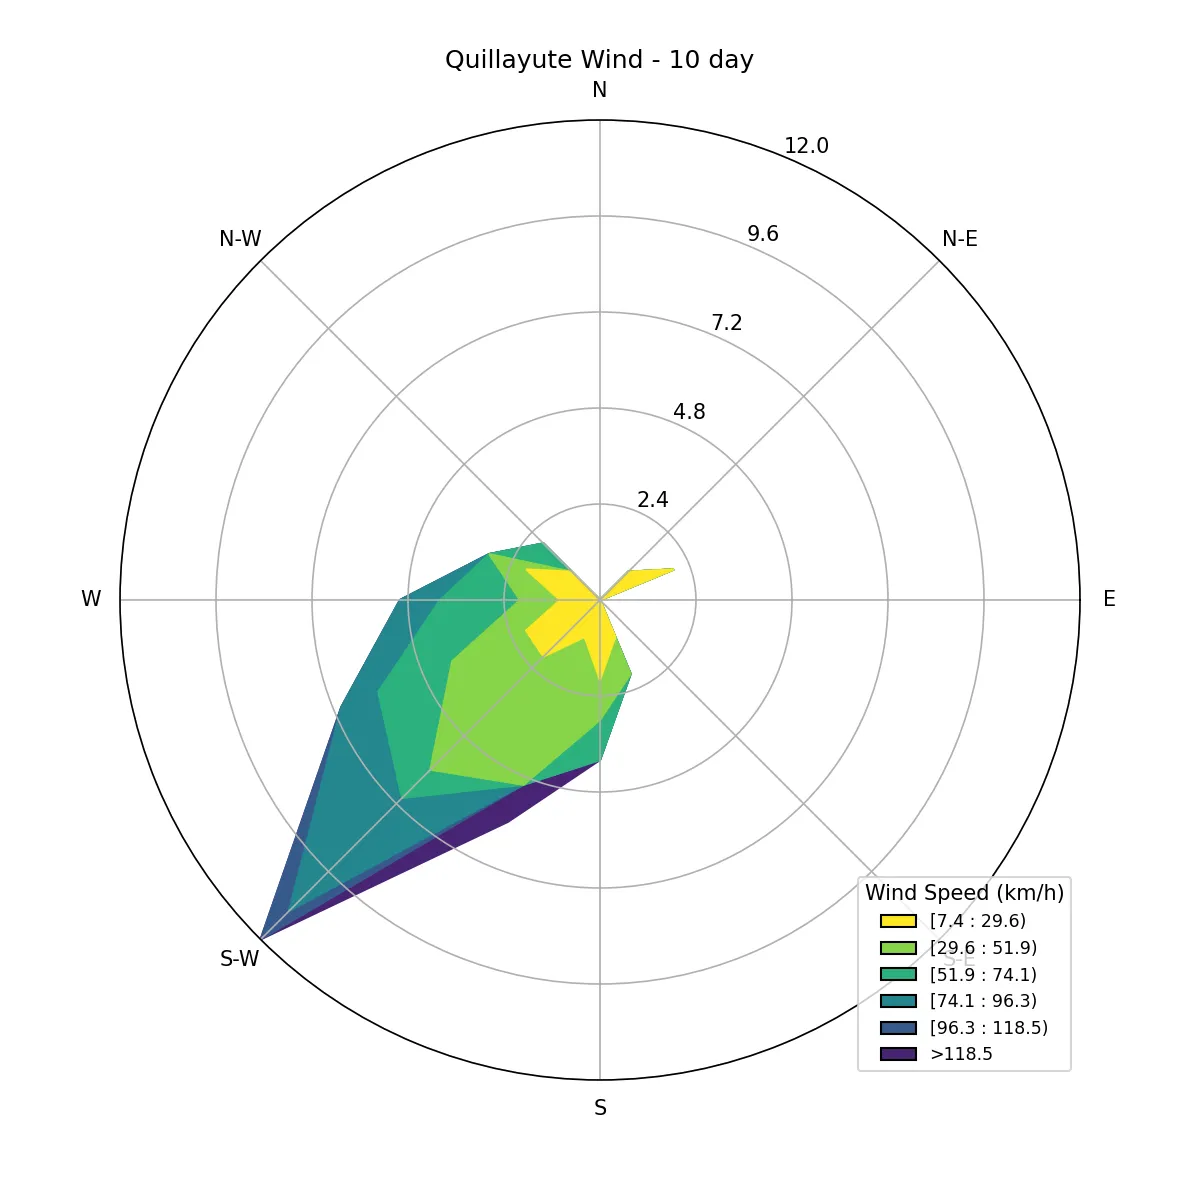 Quillayute Wind - 10 day
N
12.0
N-W
9.6
N-E
7.2
4.8
2.4
W
E
S-W
S-E
Wind Speed (km/h)
[7.4 : 29.6)
[29.6 : 51.9)
[51.9 : 74.1)
[74.1 : 96.3)
[96.3 : 118.5)
>118.5
S